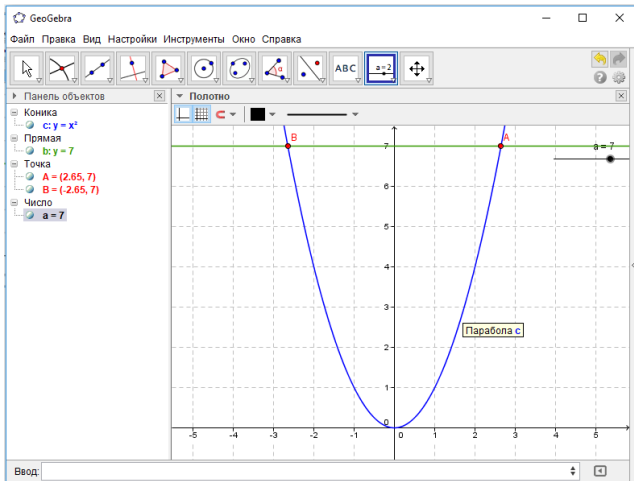 GeoGebra
Файл Правка Вид Настройки Инструменты Окно Справка
ABC
a=2
Панель объектов
Коника
c: y = x²
Прямая
b: y = 7
Точка
A = (2.65, 7)
B = (-2.65, 7)
Число
a = 7
Полотно
B
A
a = 7
7
6
5
4
3
2
1
0
-5 -4 -3 -2 -1 0 1 2 3 4 5
Парабола c
Ввод: